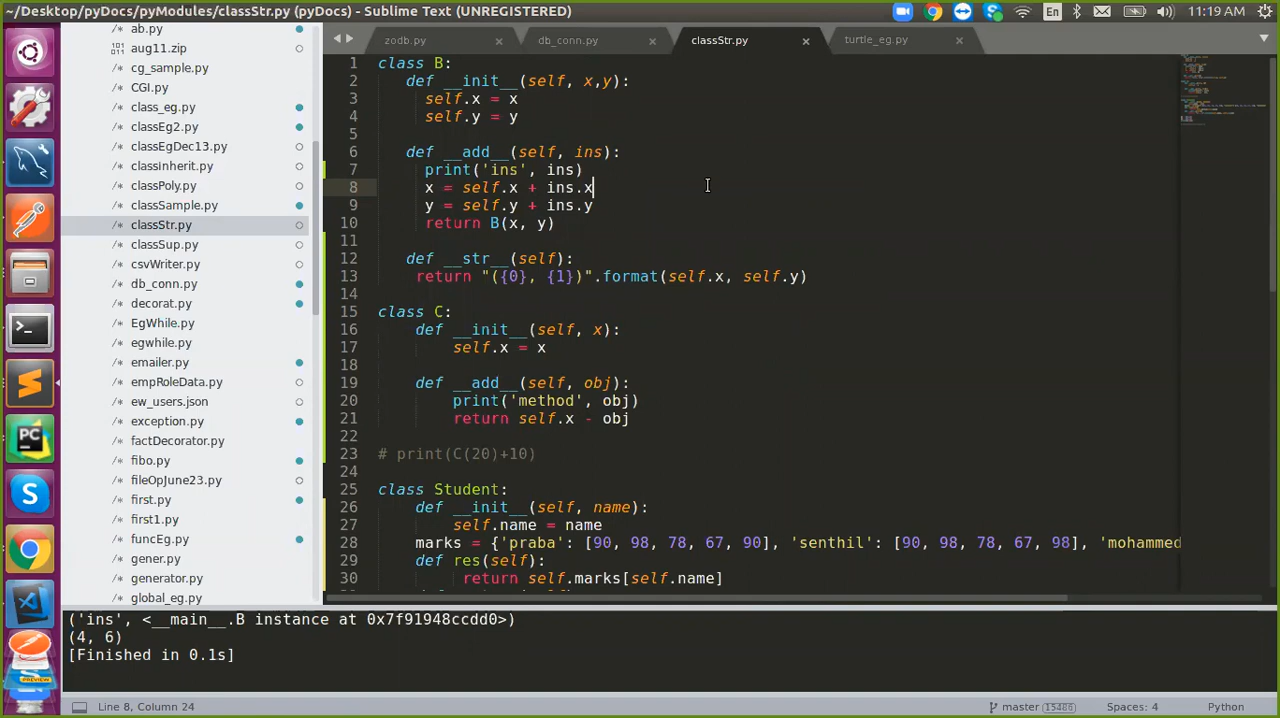 ~/Desktop/pyDocs/pyModules/classStr.py (pyDocs) - Sublime Text (UNREGISTERED)
En
11:19 AM
ab.py
aug11.zip
cg_sample.py
CGI.py
class_eg.py
classEg2.py
classEgDec13.py
classInherit.py
classPoly.py
classSample.py
classStr.py
classSup.py
csvWriter.py
db_conn.py
decorat.py
EgWhile.py
egwhile.py
emailer.py
empRoleData.py
ew_users.json
exception.py
factDecorator.py
fibo.py
fileOpJune23.py
first.py
first1.py
funcEg.py
gener.py
generator.py
global_eg.py
zodb.py
db_conn.py
classStr.py
turtle_eg.py
1 class B:
2 def __init__(self, x,y):
3 self.x = x
4 self.y = y
5
6 def __add__(self, ins):
7 print('ins', ins)
8 x = self.x + ins.x
9 y = self.y + ins.y
10 return B(x, y)
11
12 def __str__(self):
13 return "({0}, {1})".format(self.x, self.y)
14
15 class C:
16 def __init__(self, x):
17 self.x = x
18
19 def __add__(self, obj):
20 print('method', obj)
21 return self.x - obj
22
23 # print(C(20)+10)
24
25 class Student:
26 def __init__(self, name):
27 self.name = name
28 marks = {'praba': [90, 98, 78, 67, 90], 'senthil': [90, 98, 78, 67, 98], 'mohammed
29 def res(self):
30 return self.marks[self.name]
('ins', <__main__.B instance at 0x7f91948ccdd0>)
(4, 6)
[Finished in 0.1s]
Line 8, Column 24
master 15486
Spaces: 4
Python